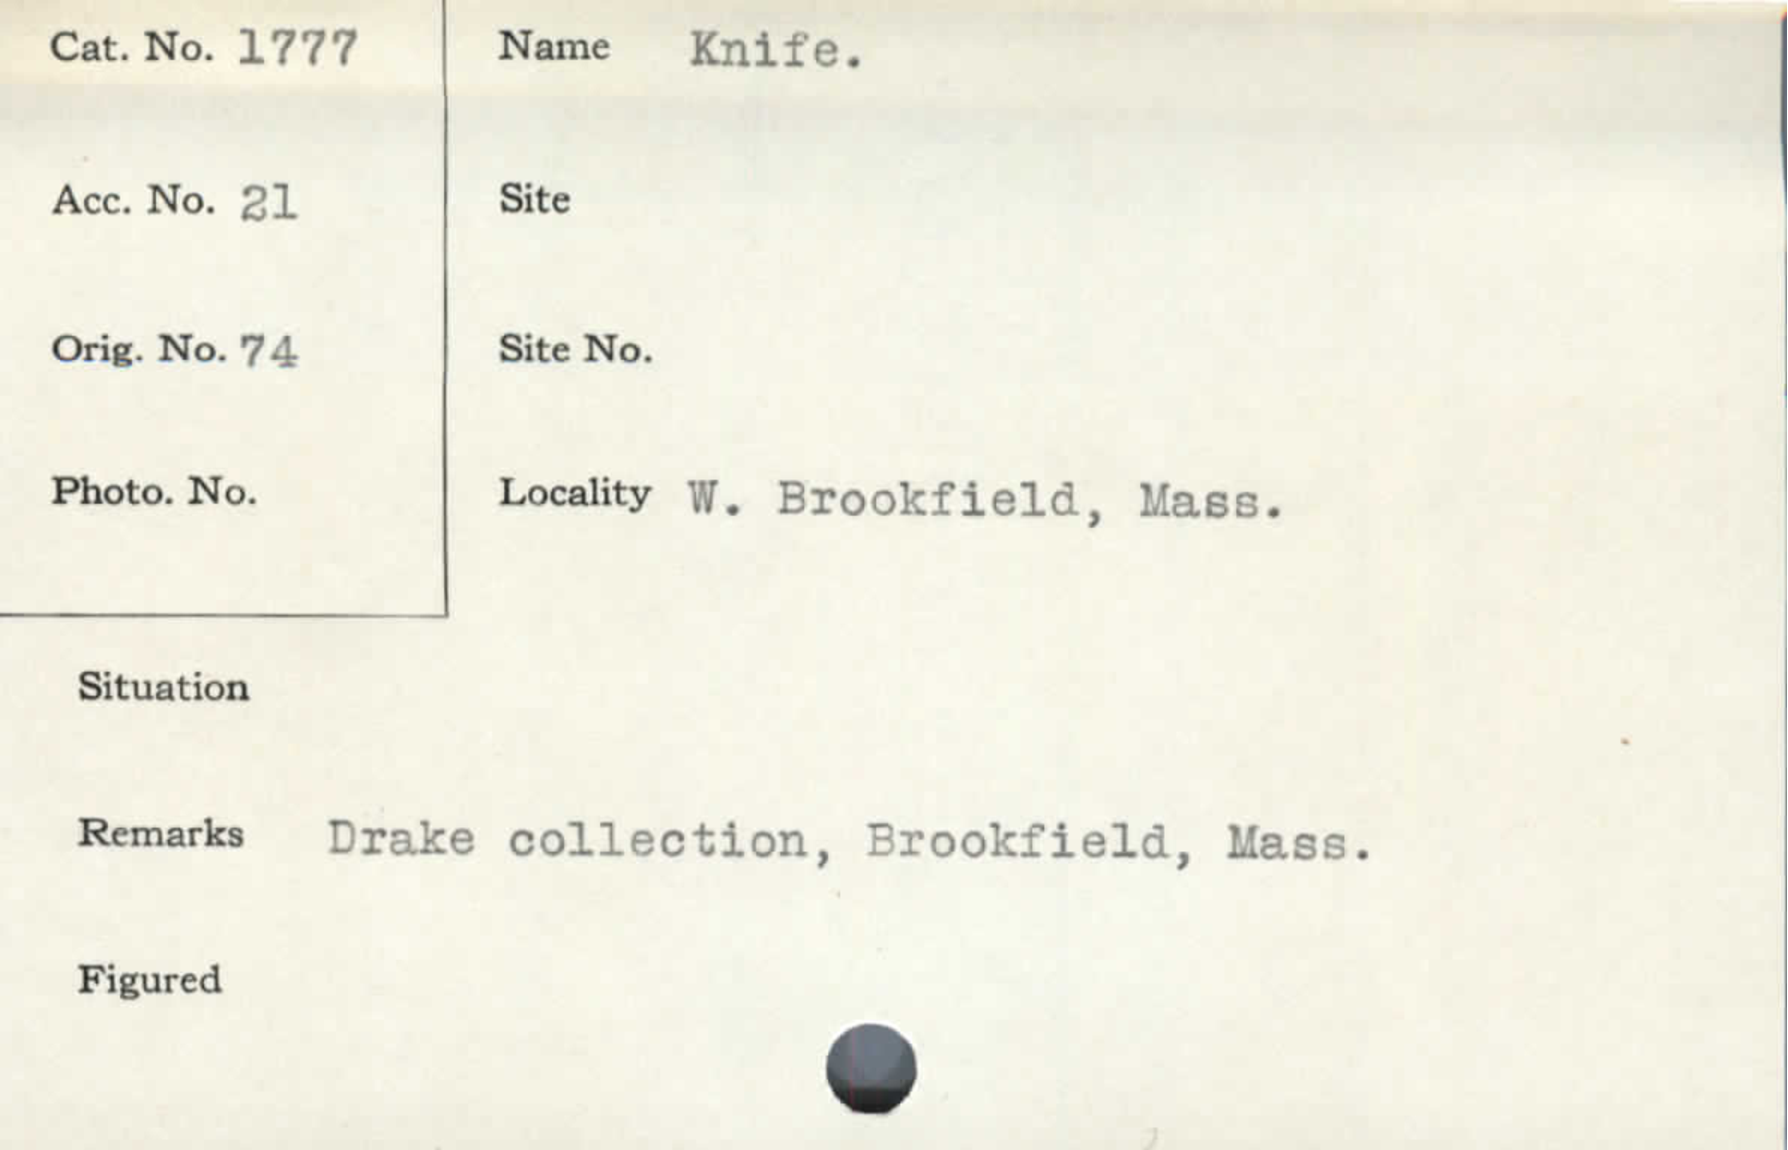 Cat. No. 1777
Acc. No. 21
Orig. No. 74
Photo. No.
Name Knife.
Site
Site No.
Locality W. Brookfield, Mass.
Situation
Remarks Drake collection, Brookfield, Mass.
Figured